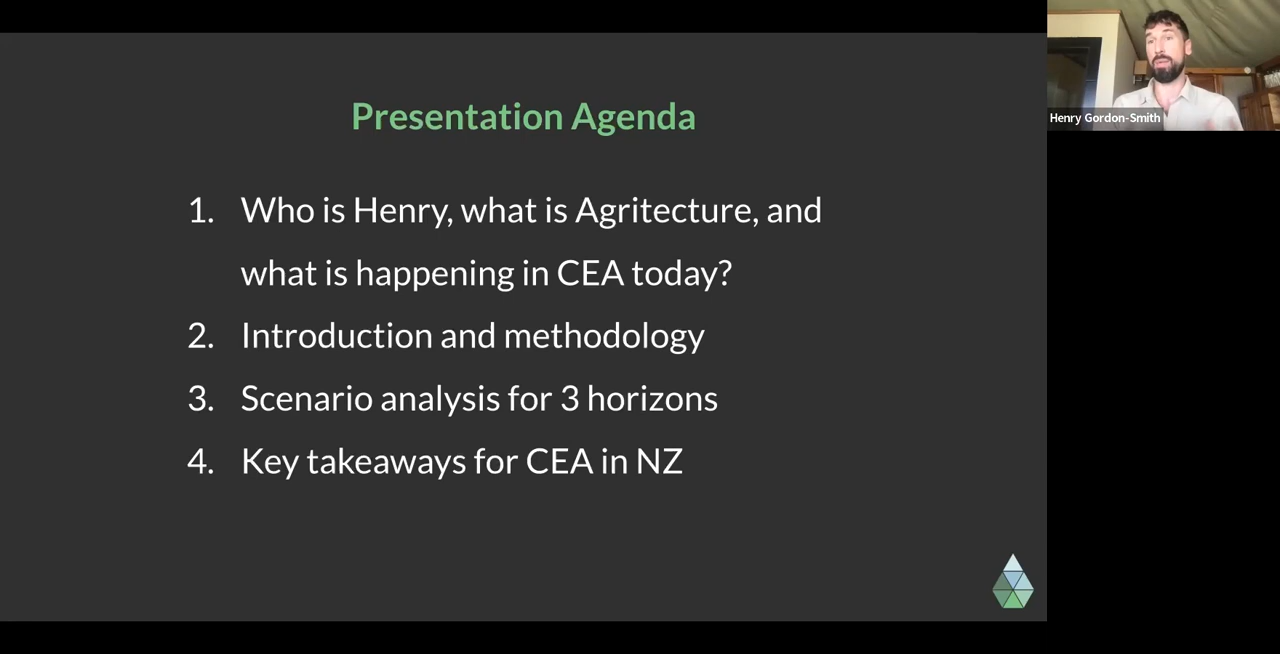 Presentation Agenda
1. Who is Henry, what is Agritecture, and
what is happening in CEA today?
2. Introduction and methodology
3. Scenario analysis for 3 horizons
4. Key takeaways for CEA in NZ
Henry Gordon-Smith